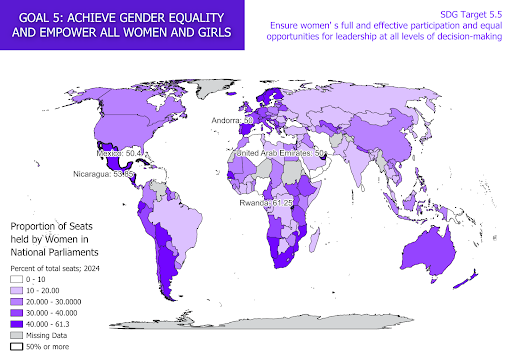 GOAL 5: ACHIEVE GENDER EQUALITY
AND EMPOWER ALL WOMEN AND GIRLS
SDG Target 5.5
Ensure women's full and effective participation and equal
opportunities for leadership at all levels of decision-making
Andorra: 50
Mexico: 50.4
United Arab Emirates: 50
Nicaragua: 53.85
Rwanda: 61.25
Proportion of Seats
held by Women in
National Parliaments
Percent of total seats; 2024
0 - 10
10 - 20.00
20.000 - 30.0000
30.000 - 40.000
40.000 - 61.3
Missing Data
50% or more